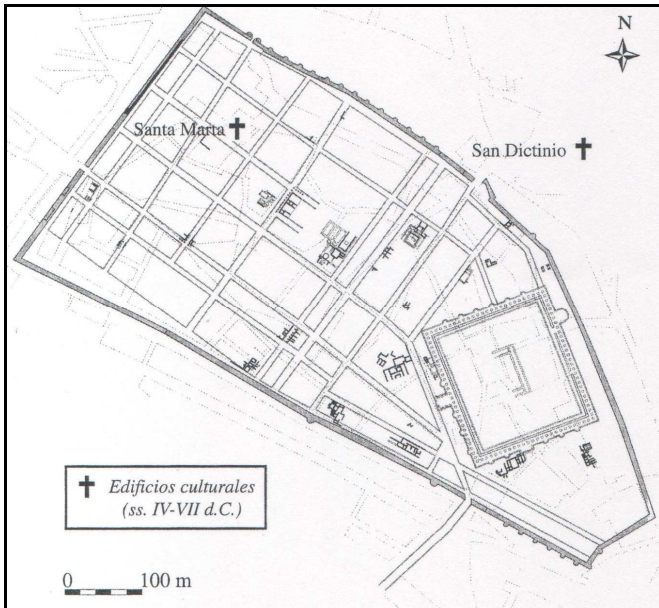 N
Santa Marta
San Dictinio
Edificios culturales
(ss. IV-VII d.C.)
0 100 m